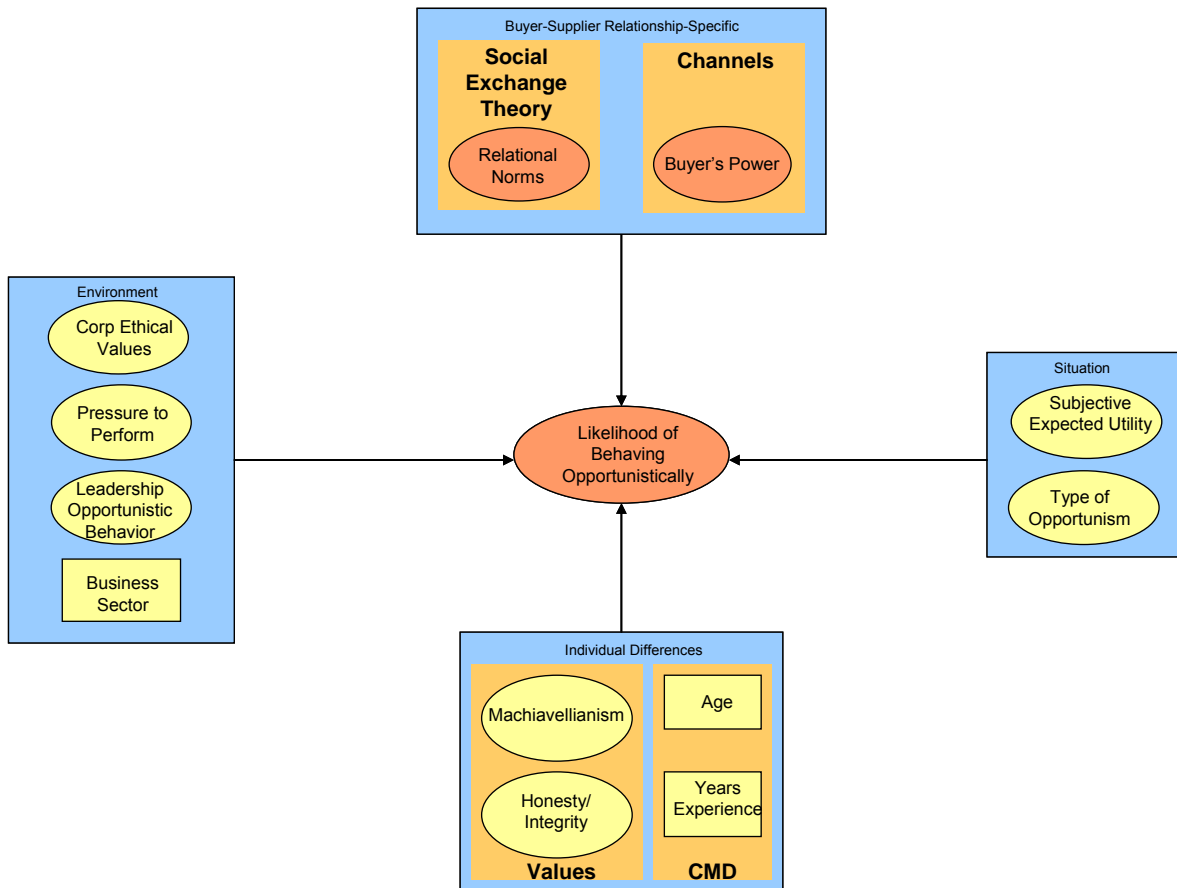 Buyer-Supplier Relationship-Specific
Social
Exchange
Theory
Relational
Norms
Channels
Buyer’s Power
Environment
Corp Ethical
Values
Pressure to
Perform
Leadership
Opportunistic
Behavior
Business
Sector
Likelihood of
Behaving
Opportunistically
Situation
Subjective
Expected Utility
Type of
Opportunism
Individual Differences
Machiavellianism
Honesty/
Integrity
Values
Age
Years
Experience
CMD